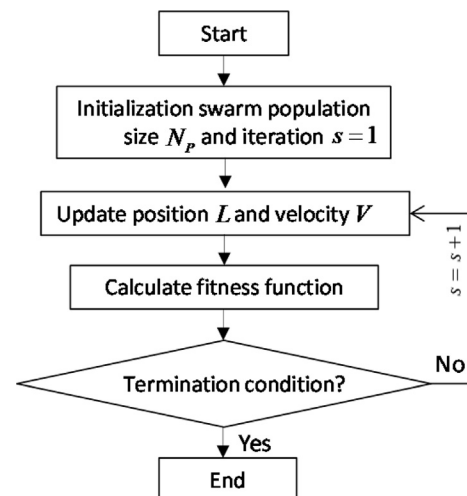 Start
Initialization swarm population
size N_P and iteration s = 1
Update position L and velocity V
s = s + 1
Calculate fitness function
Termination condition?
No
Yes
End